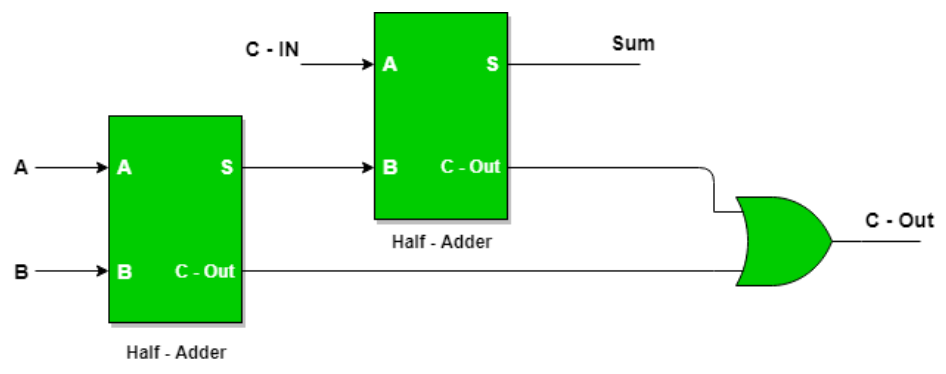 C - IN
A
S
Sum
B
C - Out
Half - Adder
A
A
S
B
B
C - Out
Half - Adder
C - Out